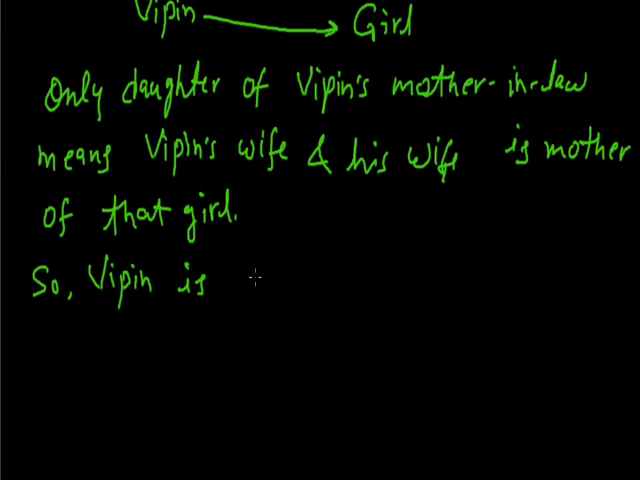 Vipin Girl
Only daughter of Vipin's mother-in-law
means Vipin's wife & his wife is mother
of that girl.
So, Vipin is